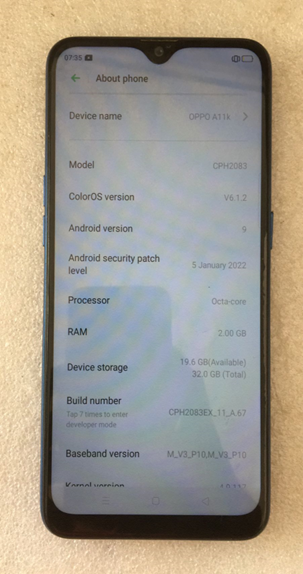 07:35
About phone
Device name OPPO A11k
Model CPH2083
ColorOS version V6.1.2
Android version 9
Android security patch
level 5 January 2022
Processor Octa-core
RAM 2.00 GB
Device storage 19.6 GB(Available)
32.0 GB (Total)
Build number
Tap 7 times to enter
developer mode CPH2083EX_11_A.67
Baseband version M_V3_P10,M_V3_P10
Kernel version